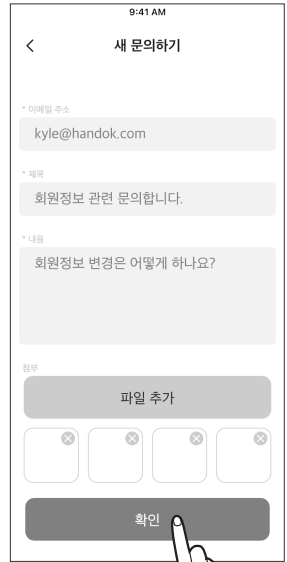 9:41 AM
새 문의하기
* 이메일 주소
kyle@handok.com
* 제목
회원정보 관련 문의합니다.
* 내용
회원정보 변경은 어떻게 하나요?
첨부
파일 추가
확인